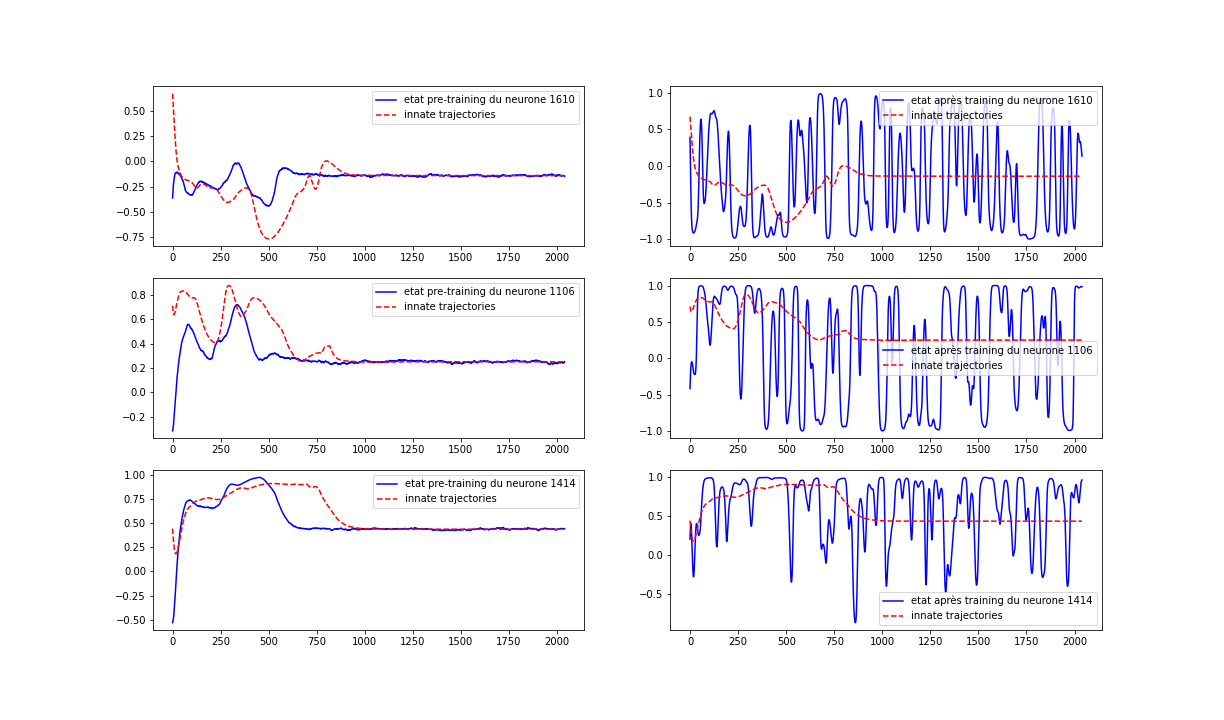 etat pre-training du neurone 1610
innate trajectories
0.50
0.25
0.00
−0.25
−0.50
−0.75
0 250 500 750 1000 1250 1500 1750 2000
etat après training du neurone 1610
innate trajectories
1.0
0.5
0.0
−0.5
−1.0
0 250 500 750 1000 1250 1500 1750 2000
etat pre-training du neurone 1106
innate trajectories
0.8
0.6
0.4
0.2
0.0
−0.2
0 250 500 750 1000 1250 1500 1750 2000
1.0
0.5
0.0
−0.5
−1.0
etat après training du neurone 1106
innate trajectories
0 250 500 750 1000 1250 1500 1750 2000
etat pre-training du neurone 1414
innate trajectories
1.00
0.75
0.50
0.25
0.00
−0.25
−0.50
0 250 500 750 1000 1250 1500 1750 2000
1.0
0.5
0.0
−0.5
etat après training du neurone 1414
innate trajectories
0 250 500 750 1000 1250 1500 1750 2000